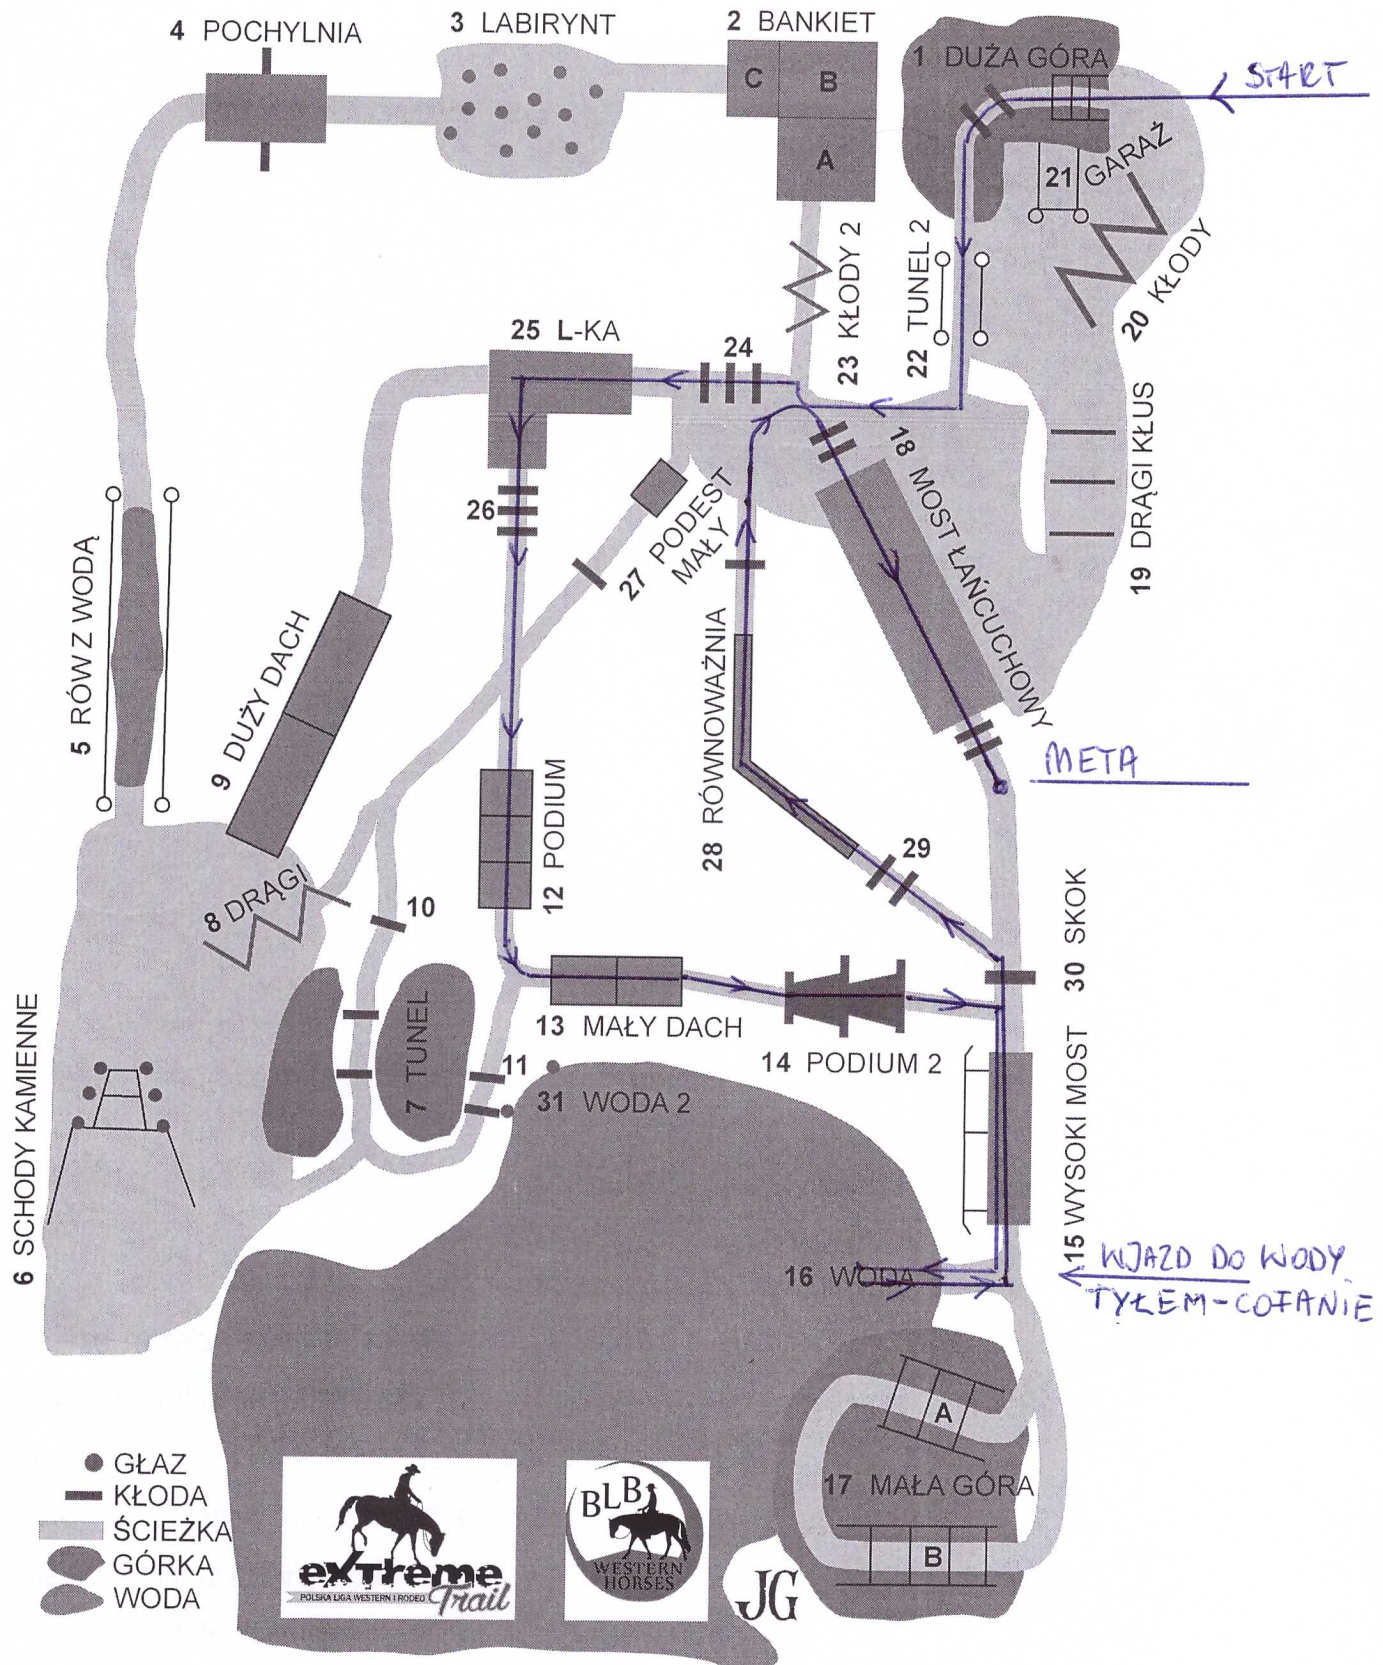 4 POCHYLNIA
3 LABIRYNT
2 BANKIET
C
B
A
1 DUŻA GÓRA
START
21 GARAŻ
20 KŁODY
22 TUNEL 2
23 KŁODY 2
24
25 L-KA
26
27 PODEST
MAŁY
18 MOST ŁAŃCUCHOWY
19 DRĄGI KŁUS
5 RÓW Z WODĄ
9 DUŻY DACH
28 RÓWNOWAŻNIA
META
12 PODIUM
29
8 DRĄGI
10
30 SKOK
13 MAŁY DACH
14 PODIUM 2
7 TUNEL
11
31 WODA 2
6 SCHODY KAMIENNE
15 WYSOKI MOST
16 WODA
WJAZD DO WODY
TYŁEM-COFANIE
A
17 MAŁA GÓRA
B
GŁAZ
KŁODA
ŚCIEŻKA
GÓRKA
WODA
eXtreme
Trail
POLSKA LIGA WESTERN I RODEO
BLB
WESTERN
HORSES
JG